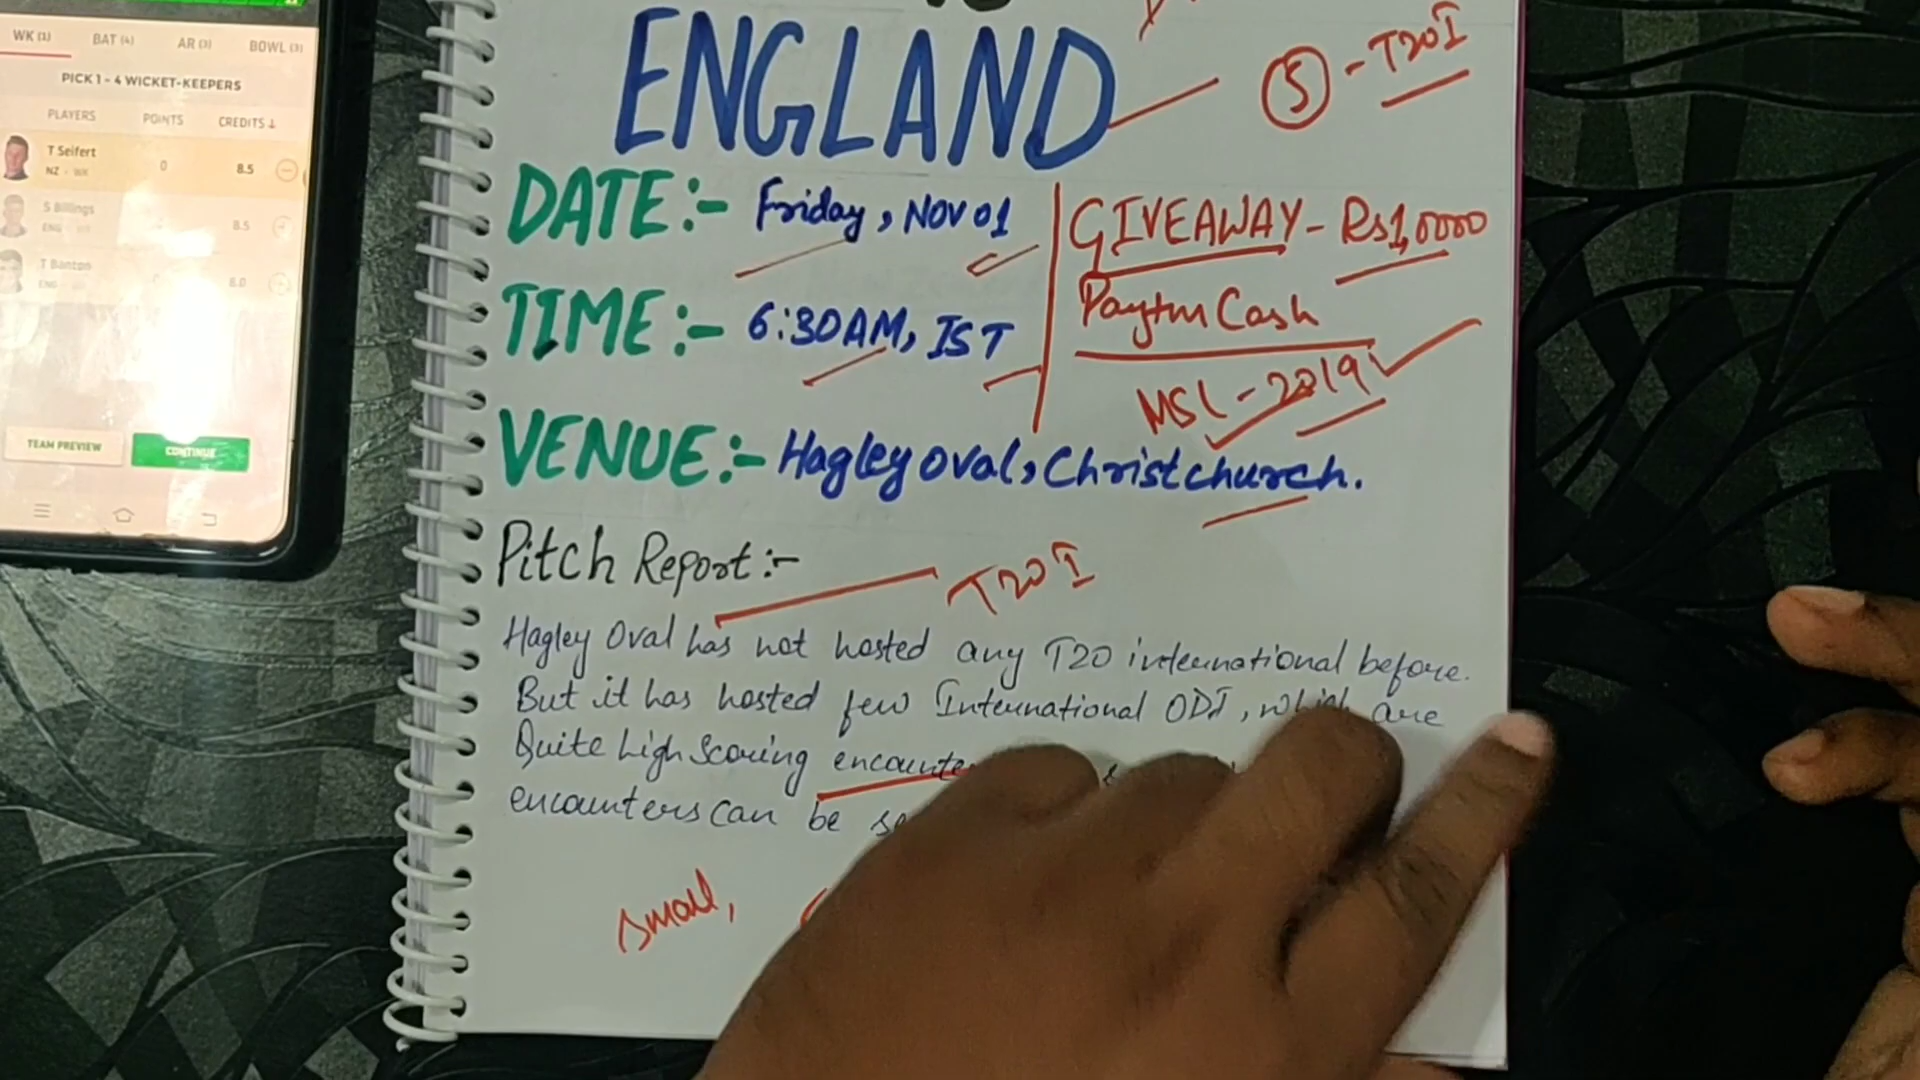 WK (1) BAT (4) AR (3) BOWL (3)
PICK 1 - 4 WICKET-KEEPERS
PLAYERS POINTS CREDITS ↓
T Seifert
NZ - WK
0 8.5
S Billings
ENG
8.5
T Banton
ENG
8.0
TEAM PREVIEW CONTINUE
ENGLAND
5 - T20I
DATE:- Friday, NOV 01
GIVEAWAY - Rs1,0000
Paytm Cash
TIME:- 6:30AM, IST
MSL - 2019
VENUE:- Hagley oval, Christchurch.
Pitch Report:-
T20I
Hagley Oval has not hosted any T20 international before.
But it has hosted few International ODI, which are
Quite high scoring
encounters can be
small,